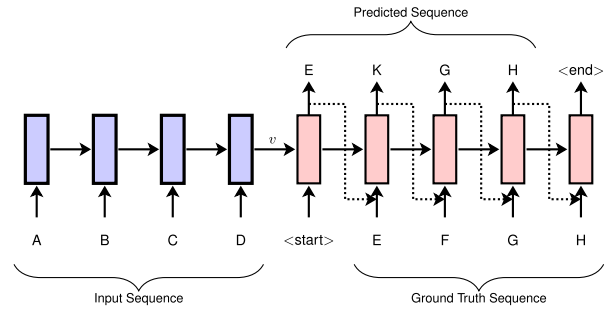 Predicted Sequence
E K G H <end>
v
A B C D <start> E F G H
Input Sequence Ground Truth Sequence